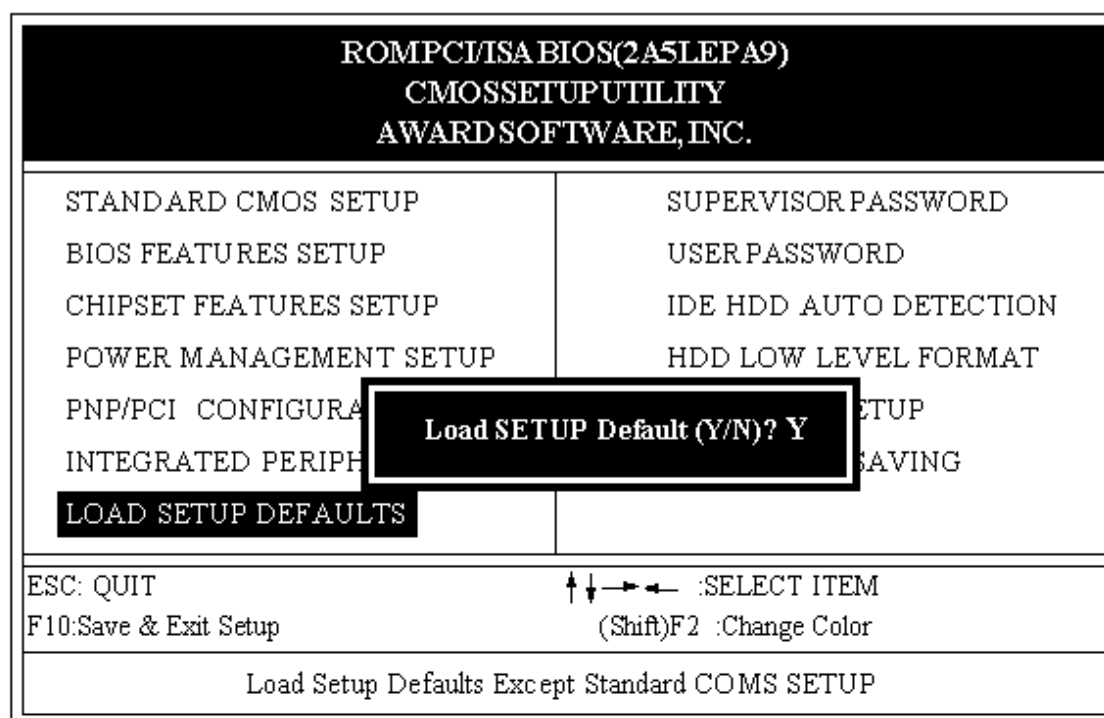 ROMPCI/ISA BIOS(2A5LEPA9)
CMOSSETUPUTILITY
AWARD SOFTWARE, INC.
STANDARD CMOS SETUP
BIOS FEATURES SETUP
CHIPSET FEATURES SETUP
POWER MANAGEMENT SETUP
PNP/PCI CONFIGURA
INTEGRATED PERIPH
LOAD SETUP DEFAULTS
SUPERVISOR PASSWORD
USER PASSWORD
IDE HDD AUTO DETECTION
HDD LOW LEVEL FORMAT
ETUP
SAVING
Load SETUP Default (Y/N)? Y
ESC: QUIT
↑↓→← :SELECT ITEM
F10:Save & Exit Setup
(Shift)F2 :Change Color
Load Setup Defaults Except Standard COMS SETUP